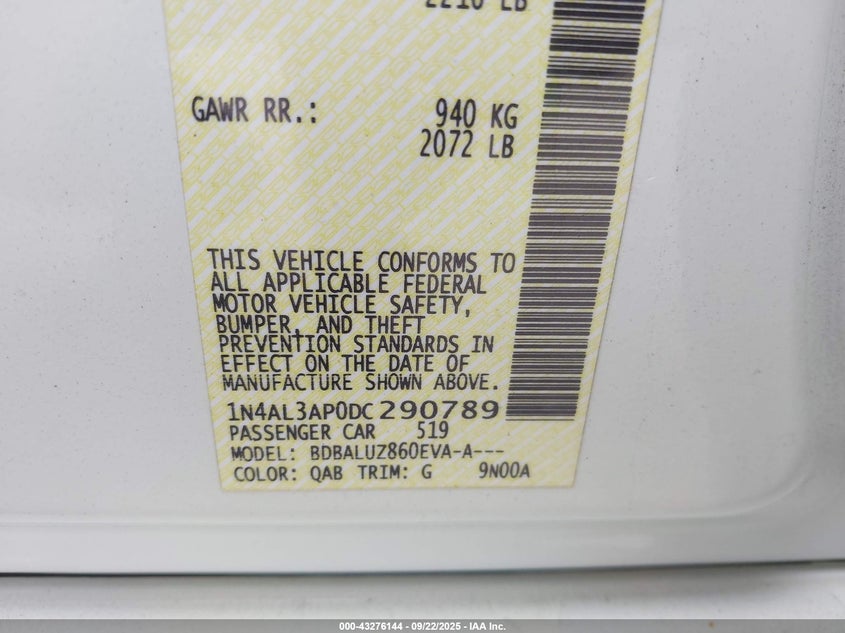 2210 LB
GAWR RR.: 940 KG
2072 LB
THIS VEHICLE CONFORMS TO
ALL APPLICABLE FEDERAL
MOTOR VEHICLE SAFETY,
BUMPER, AND THEFT
PREVENTION STANDARDS IN
EFFECT ON THE DATE OF
MANUFACTURE SHOWN ABOVE.
1N4AL3AP0DC290789
PASSENGER CAR 519
MODEL: BDBALUZ860EVA-A---
COLOR: QAB TRIM: G 9N00A
000-43276144 - 09/22/2025 - IAA Inc.